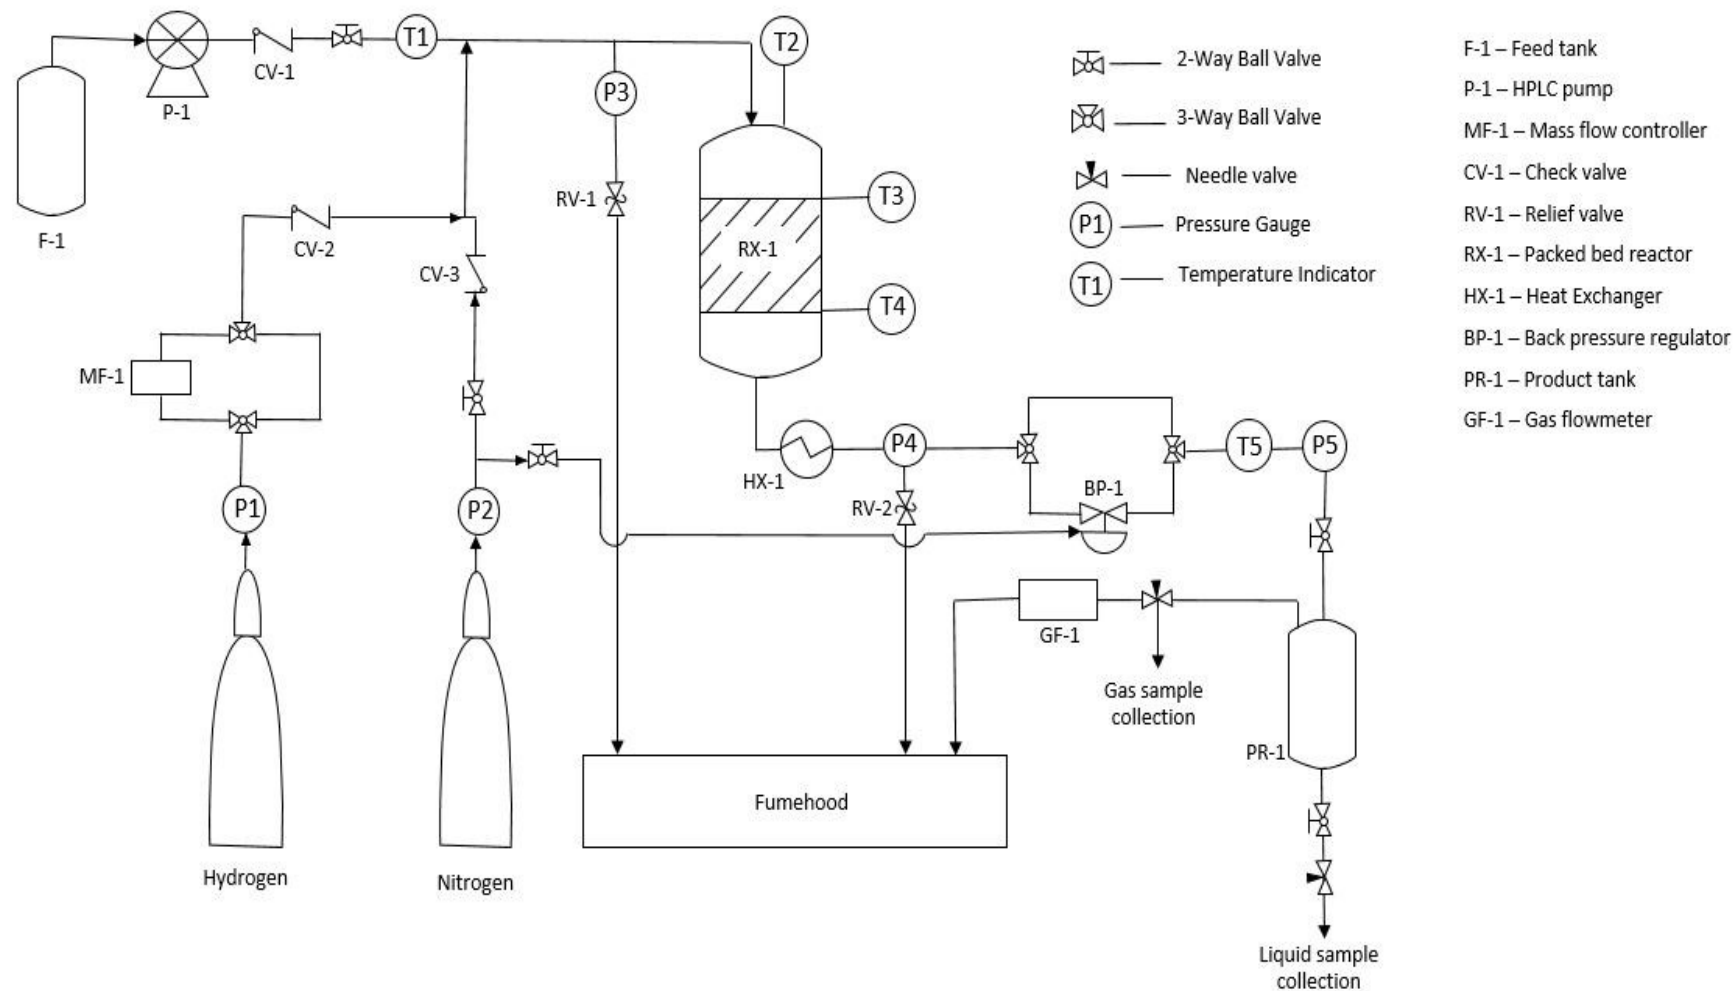 F-1
P-1
CV-1
T1
T2
P3
RV-1
T3
RX-1
T4
CV-2
CV-3
MF-1
P1
P2
HX-1
P4
RV-2
BP-1
T5
P5
GF-1
Gas sample
collection
PR-1
Fumehood
Hydrogen
Nitrogen
Liquid sample
collection
2-Way Ball Valve
3-Way Ball Valve
Needle valve
P1
Pressure Gauge
T1
Temperature Indicator
F-1 – Feed tank
P-1 – HPLC pump
MF-1 – Mass flow controller
CV-1 – Check valve
RV-1 – Relief valve
RX-1 – Packed bed reactor
HX-1 – Heat Exchanger
BP-1 – Back pressure regulator
PR-1 – Product tank
GF-1 – Gas flowmeter